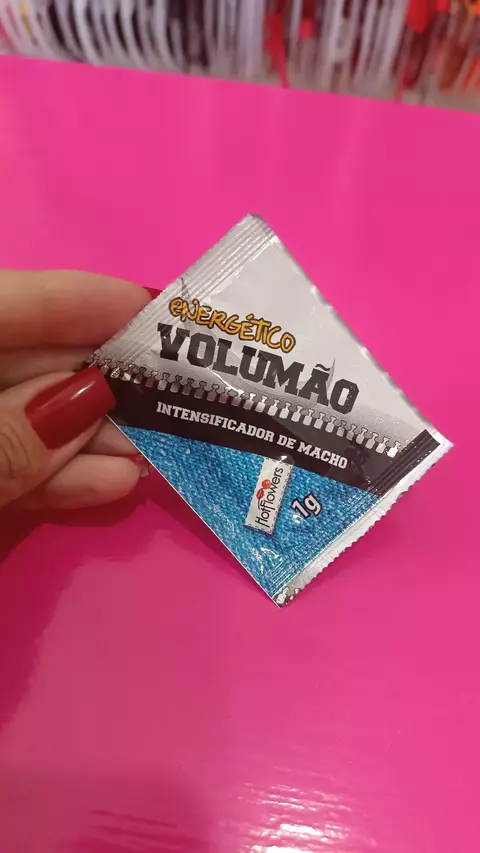 energético
VOLUMÃO
INTENSIFICADOR DE MACHO
HotFlowers
1g